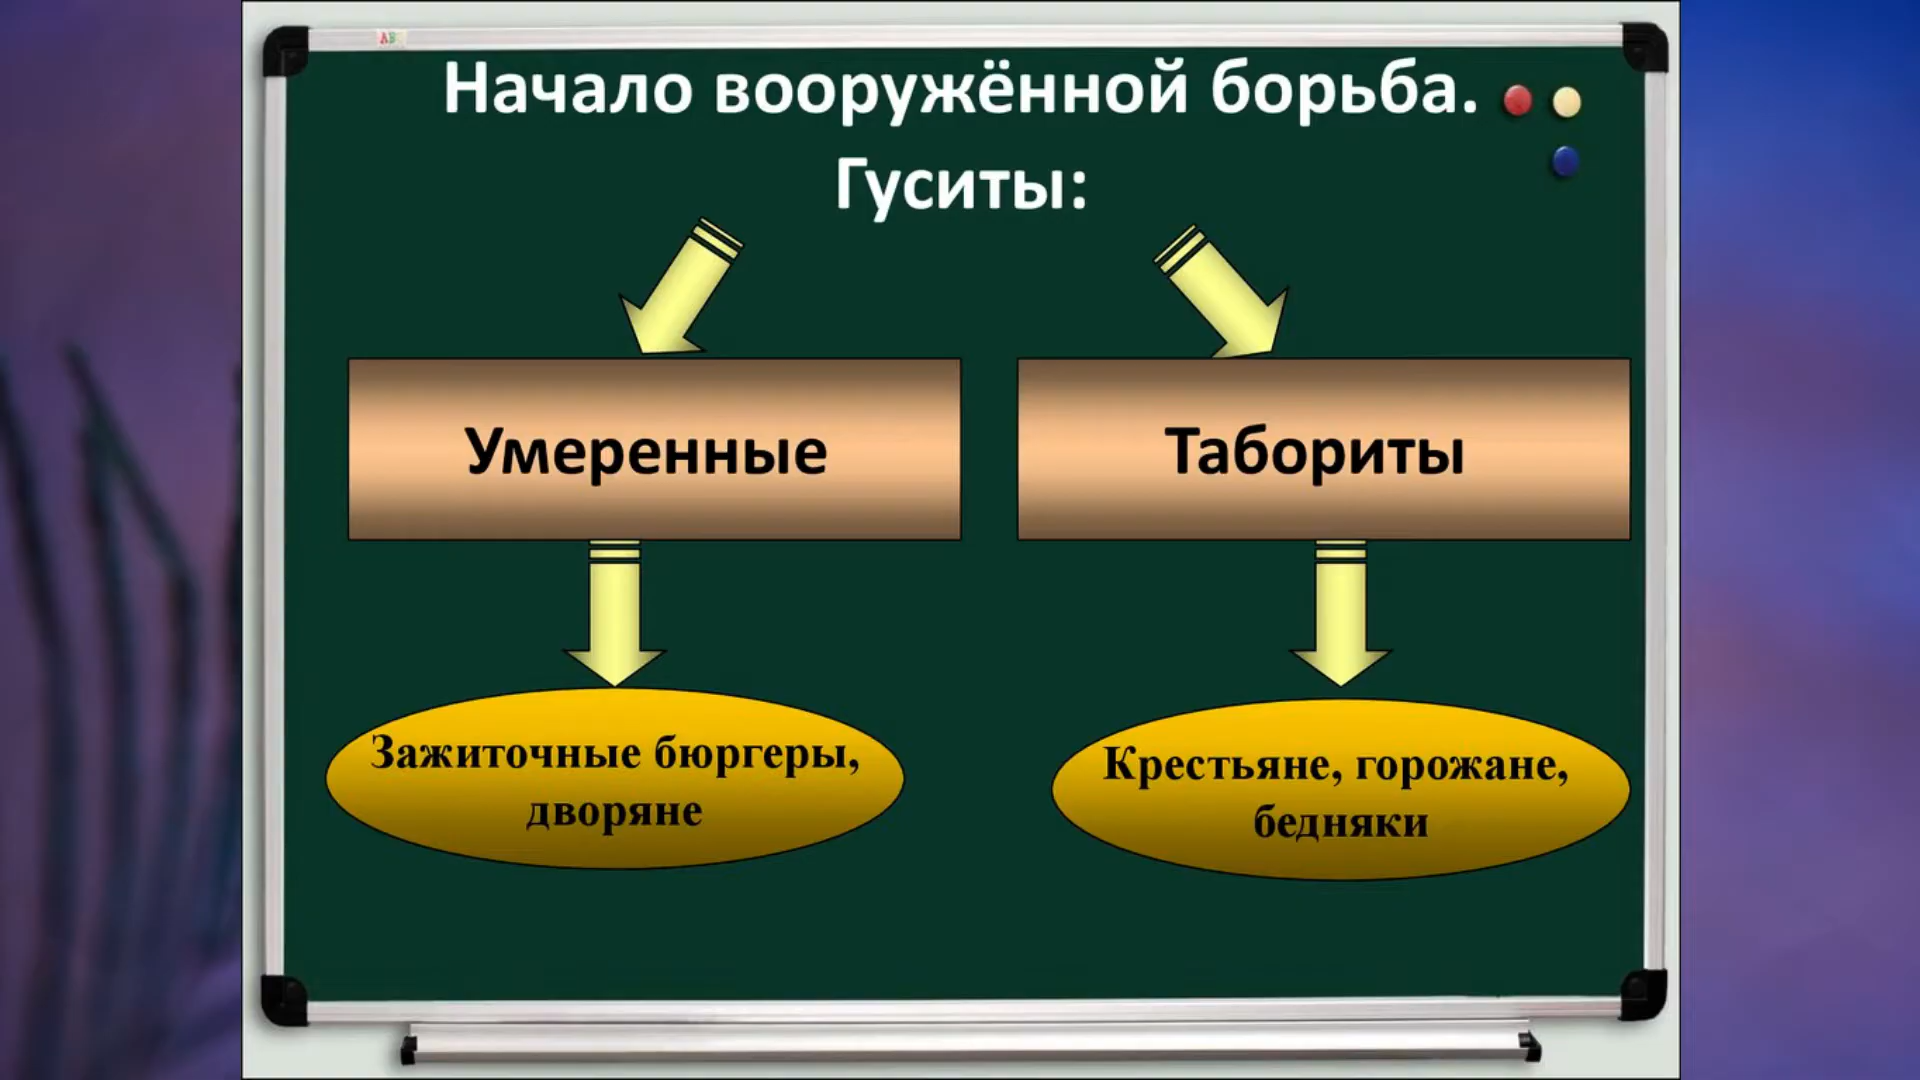 Начало вооружённой борьба.
Гуситы:
Умеренные
Табориты
Зажиточные бюргеры,
дворяне
Крестьяне, горожане,
бедняки